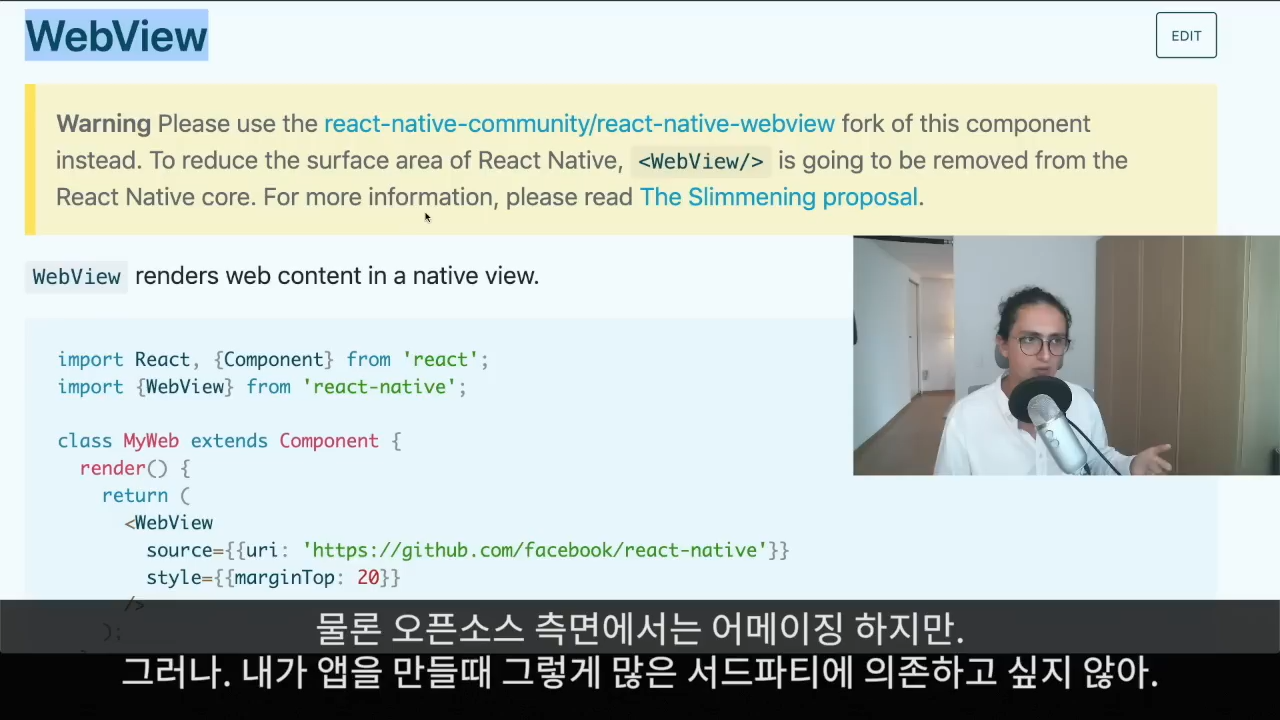 WebView
EDIT
Warning Please use the react-native-community/react-native-webview fork of this component
instead. To reduce the surface area of React Native, <WebView/> is going to be removed from the
React Native core. For more information, please read The Slimmening proposal.
WebView renders web content in a native view.
import React, {Component} from 'react';
import {WebView} from 'react-native';
class MyWeb extends Component {
render() {
return (
<WebView
source={{uri: 'https://github.com/facebook/react-native'}}
style={{marginTop: 20}}
/>
);
물론 오픈소스 측면에서는 어메이징 하지만.
그러나. 내가 앱을 만들때 그렇게 많은 서드파티에 의존하고 싶지 않아.